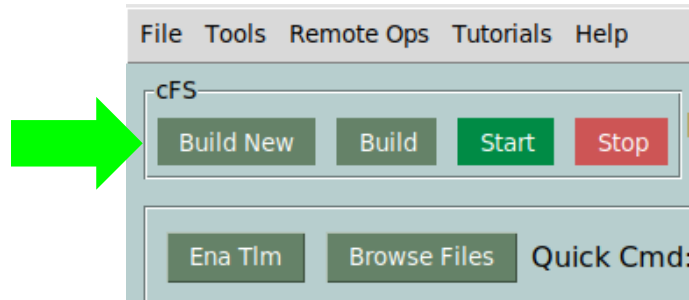 File Tools Remote Ops Tutorials Help
cFS
Build New Build Start Stop
Ena Tlm Browse Files Quick Cmd: